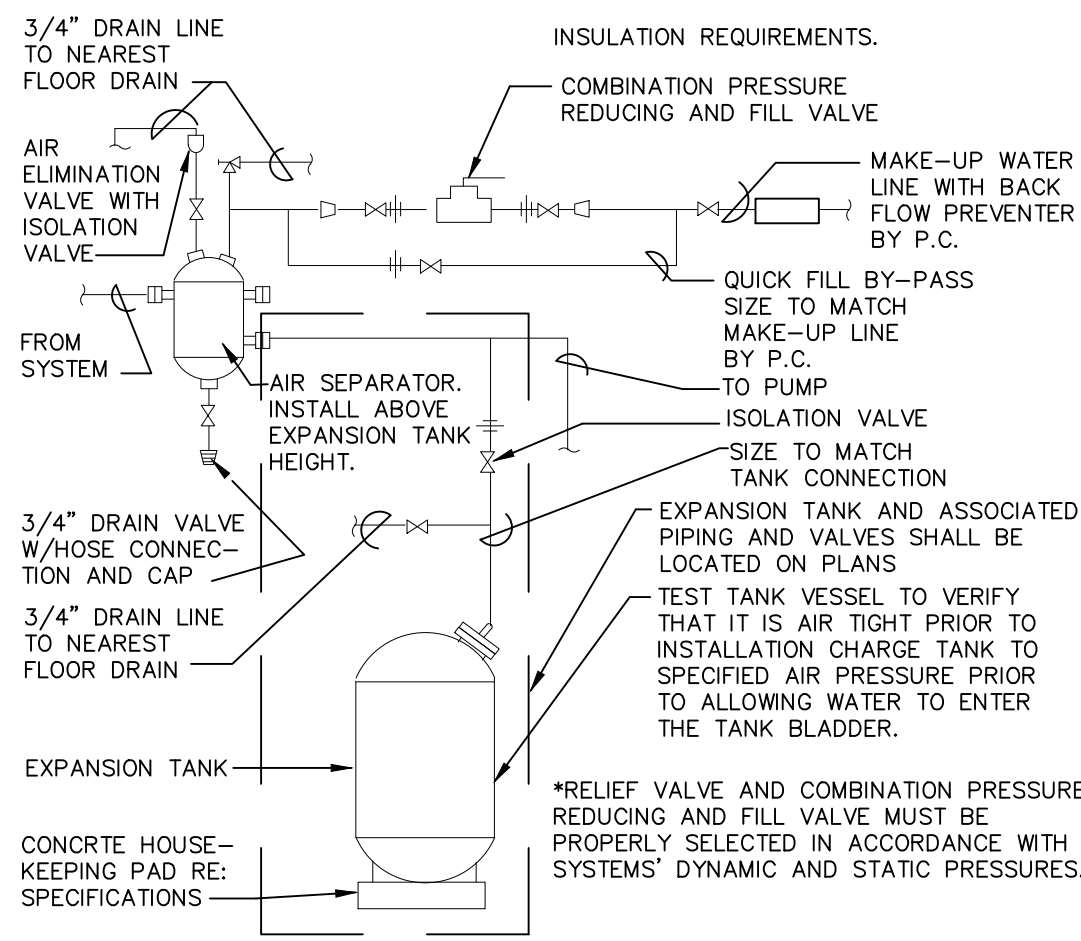 3/4" DRAIN LINE
TO NEAREST
FLOOR DRAIN
INSULATION REQUIREMENTS.
COMBINATION PRESSURE
REDUCING AND FILL VALVE
AIR
ELIMINATION
VALVE WITH
ISOLATION
VALVE
MAKE-UP WATER
LINE WITH BACK
FLOW PREVENTER
BY P.C.
QUICK FILL BY-PASS
SIZE TO MATCH
MAKE-UP LINE
BY P.C.
FROM
SYSTEM
AIR SEPARATOR.
INSTALL ABOVE
EXPANSION TANK
HEIGHT.
TO PUMP
ISOLATION VALVE
SIZE TO MATCH
TANK CONNECTION
3/4" DRAIN VALVE
W/HOSE CONNEC-
TION AND CAP
EXPANSION TANK AND ASSOCIATED
PIPING AND VALVES SHALL BE
LOCATED ON PLANS
3/4" DRAIN LINE
TO NEAREST
FLOOR DRAIN
TEST TANK VESSEL TO VERIFY
THAT IT IS AIR TIGHT PRIOR TO
INSTALLATION CHARGE TANK TO
SPECIFIED AIR PRESSURE PRIOR
TO ALLOWING WATER TO ENTER
THE TANK BLADDER.
EXPANSION TANK
*RELIEF VALVE AND COMBINATION PRESSURE
REDUCING AND FILL VALVE MUST BE
PROPERLY SELECTED IN ACCORDANCE WITH
SYSTEMS' DYNAMIC AND STATIC PRESSURES.
CONCRTE HOUSE-
KEEPING PAD RE:
SPECIFICATIONS